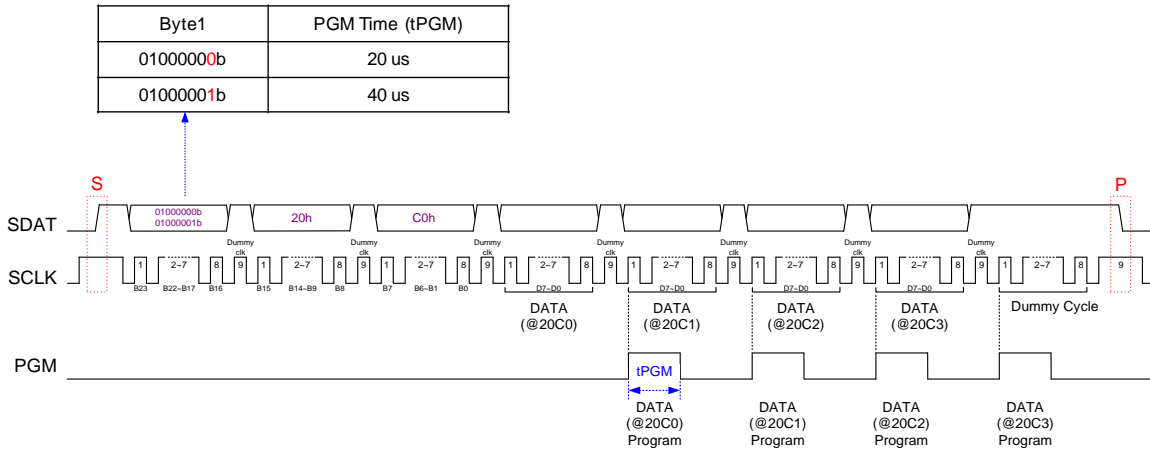 Byte1 PGM Time (tPGM)
01000000b 20 us
01000001b 40 us
S P
SDAT 01000000b 20h C0h
01000001b
Dummy clk Dummy clk Dummy clk Dummy clk Dummy clk Dummy clk Dummy clk
SCLK 1 2~7 8 9 1 2~7 8 9 1 2~7 8 9 1 2~7 8 9 1 2~7 8 9 1 2~7 8 9 1 2~7 8 9 1 2~7 8 9
B23 B22~B17 B16 B15 B14~B9 B8 B7 B6~B1 B0 D7~D0 D7~D0 D7~D0 D7~D0
DATA DATA DATA DATA Dummy Cycle
(@20C0) (@20C1) (@20C2) (@20C3)
PGM tPGM
DATA DATA DATA DATA
(@20C0) (@20C1) (@20C2) (@20C3)
Program Program Program Program